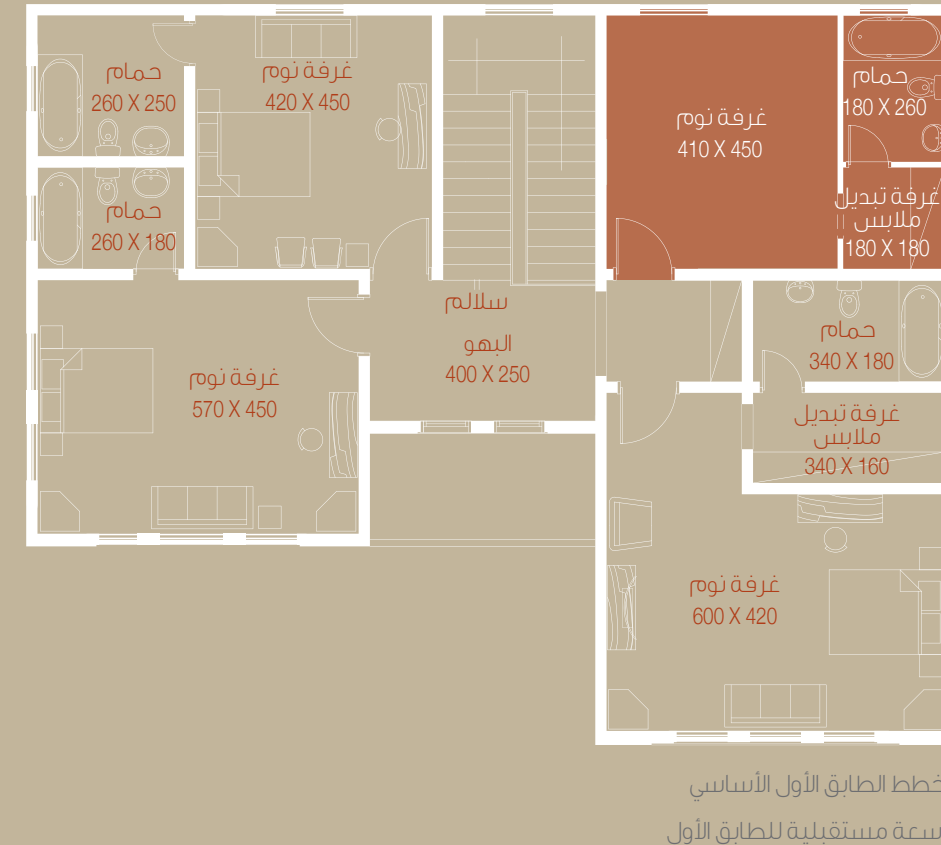 حمام
180 X 260
غرفة تبديل
ملابس
180 X 180
غرفة نوم
410 X 450
غرفة نوم
420 X 450
حمام
260 X 250
حمام
260 X 180
سلالم
البهو
400 X 250
حمام
340 X 180
غرفة تبديل
ملابس
340 X 160
غرفة نوم
570 X 450
غرفة نوم
600 X 420
خطط الطابق الأول الأساسي
سعة مستقبلية للطابق الأول